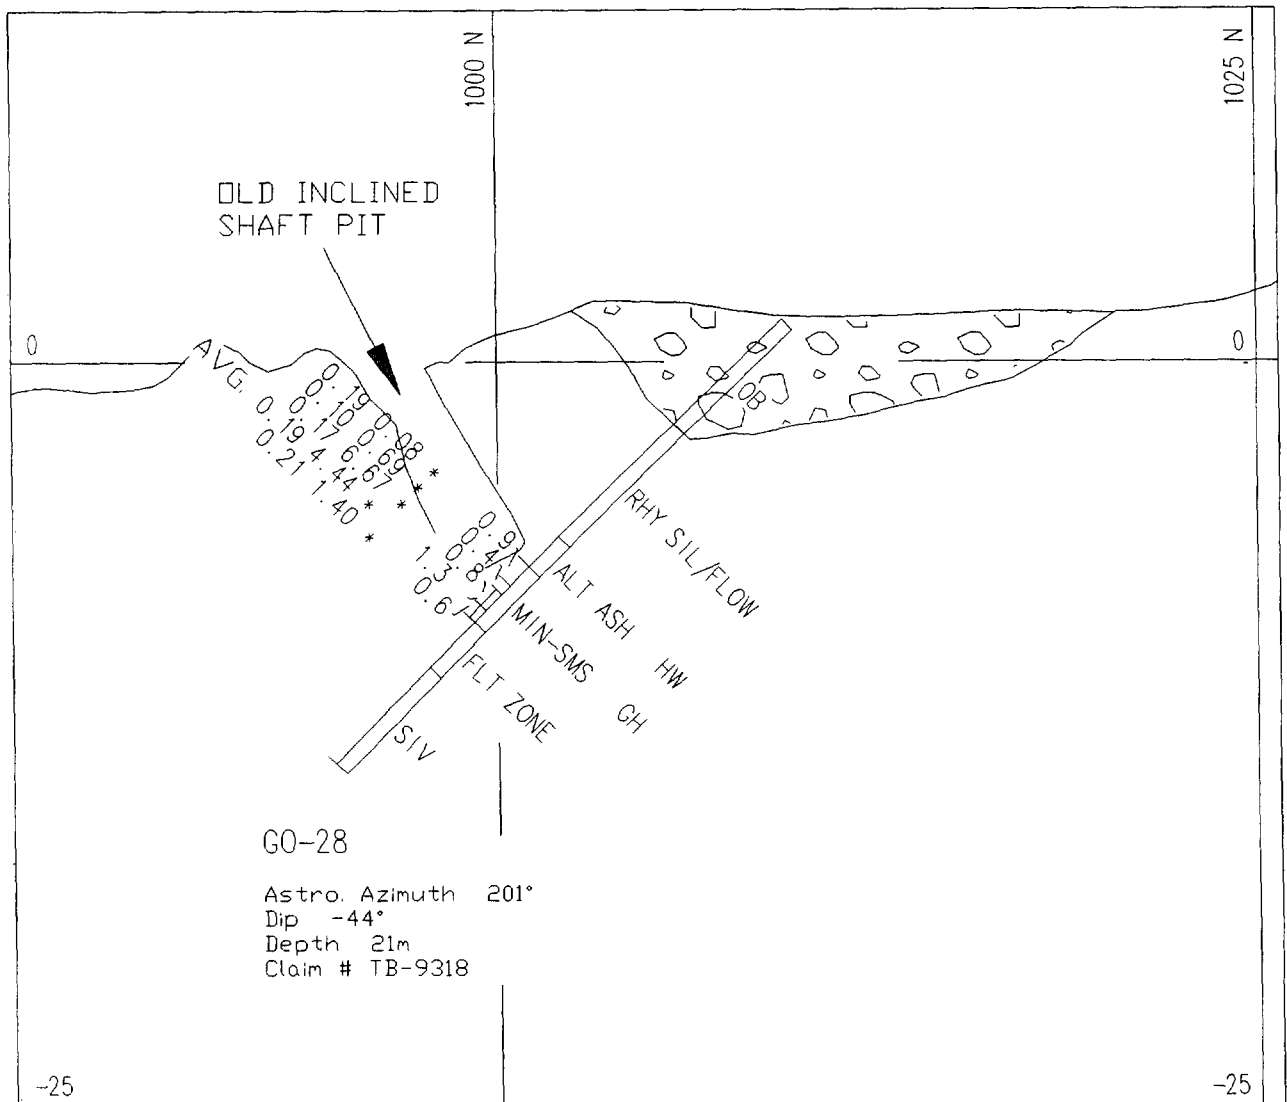 1000 N
1025 N
OLD INCLINED
SHAFT PIT
0
0
AVG.
0.19 0.08 *
0.10 0.69 *
0.17 6.67 *
0.19 4.44 *
0.21 1.40 *
0.9
0.4
0.8
1.3
0.6
OB
RHY SIL/FLOW
ALT ASH HW
MIN-SMS GH
FLT ZONE
SIV
GO-28
Astro. Azimuth 201°
Dip -44°
Depth 21m
Claim # TB-9318
-25
-25